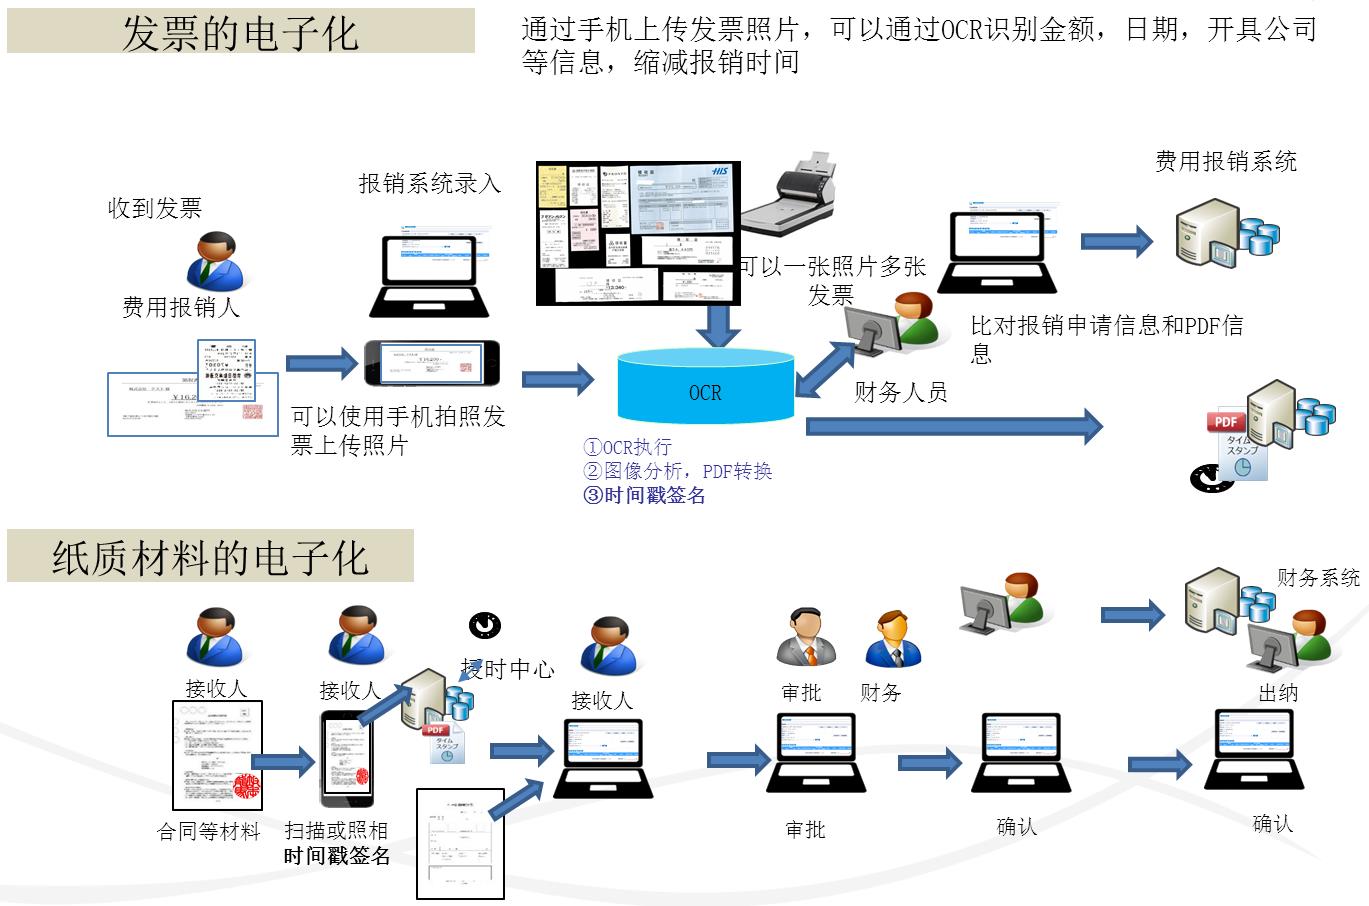 发票的电子化
通过手机上传发票照片，可以通过OCR识别金额，日期，开具公司
等信息，缩减报销时间
收到发票
费用报销人
报销系统录入
可以使用手机拍照发
票上传照片
HIS
可以一张照片多张
发票
OCR
①OCR执行
②图像分析，PDF转换
③时间戳签名
财务人员
比对报销申请信息和PDF信
息
费用报销系统
PDF
タイム
スタンプ
纸质材料的电子化
接收人
合同等材料
接收人
扫描或照相
时间戳签名
授时中心
PDF
タイム
スタンプ
接收人
审批
财务
审批
确认
财务系统
出纳
确认